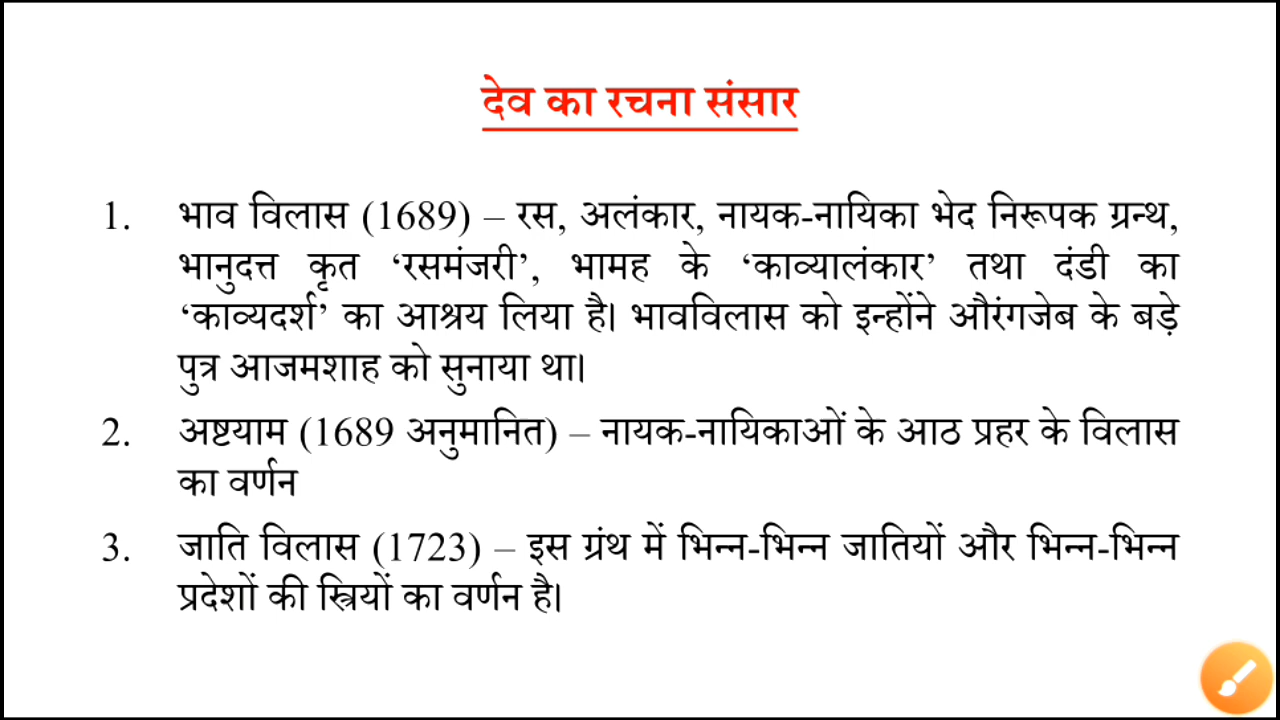 देव का रचना संसार
1. भाव विलास (1689) – रस, अलंकार, नायक-नायिका भेद निरूपक ग्रन्थ,
भानुदत्त कृत ‘रसमंजरी’, भामह के ‘काव्यालंकार’ तथा दंडी का
‘काव्यदर्श’ का आश्रय लिया है। भावविलास को इन्होंने औरंगजेब के बड़े
पुत्र आजमशाह को सुनाया था।
2. अष्टयाम (1689 अनुमानित) – नायक-नायिकाओं के आठ प्रहर के विलास
का वर्णन
3. जाति विलास (1723) – इस ग्रंथ में भिन्न-भिन्न जातियों और भिन्न-भिन्न
प्रदेशों की स्त्रियों का वर्णन है।